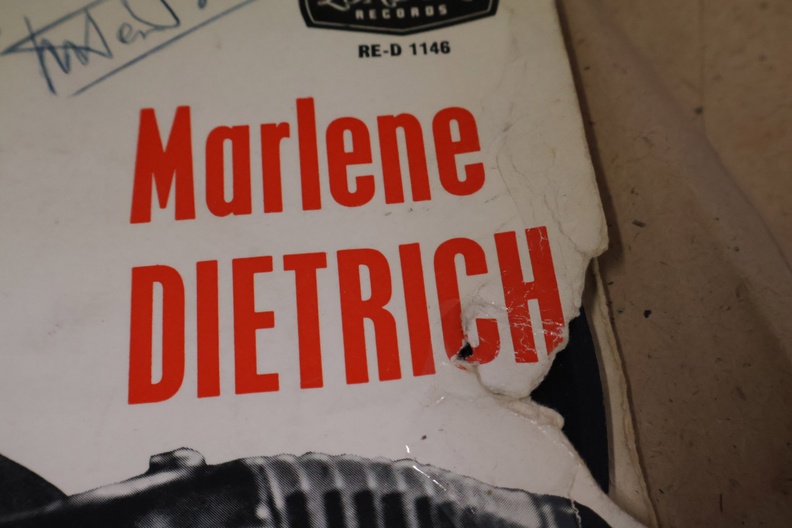 RECORDS
RE-D 1146
Marlene
DIETRICH